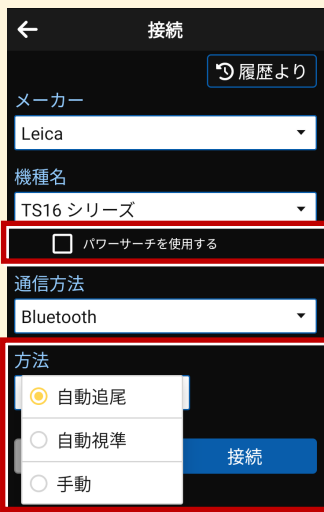 接続
履歴より
メーカー
Leica
機種名
TS16 シリーズ
パワーサーチを使用する
通信方法
Bluetooth
方法
自動追尾
自動視準
手動
接続